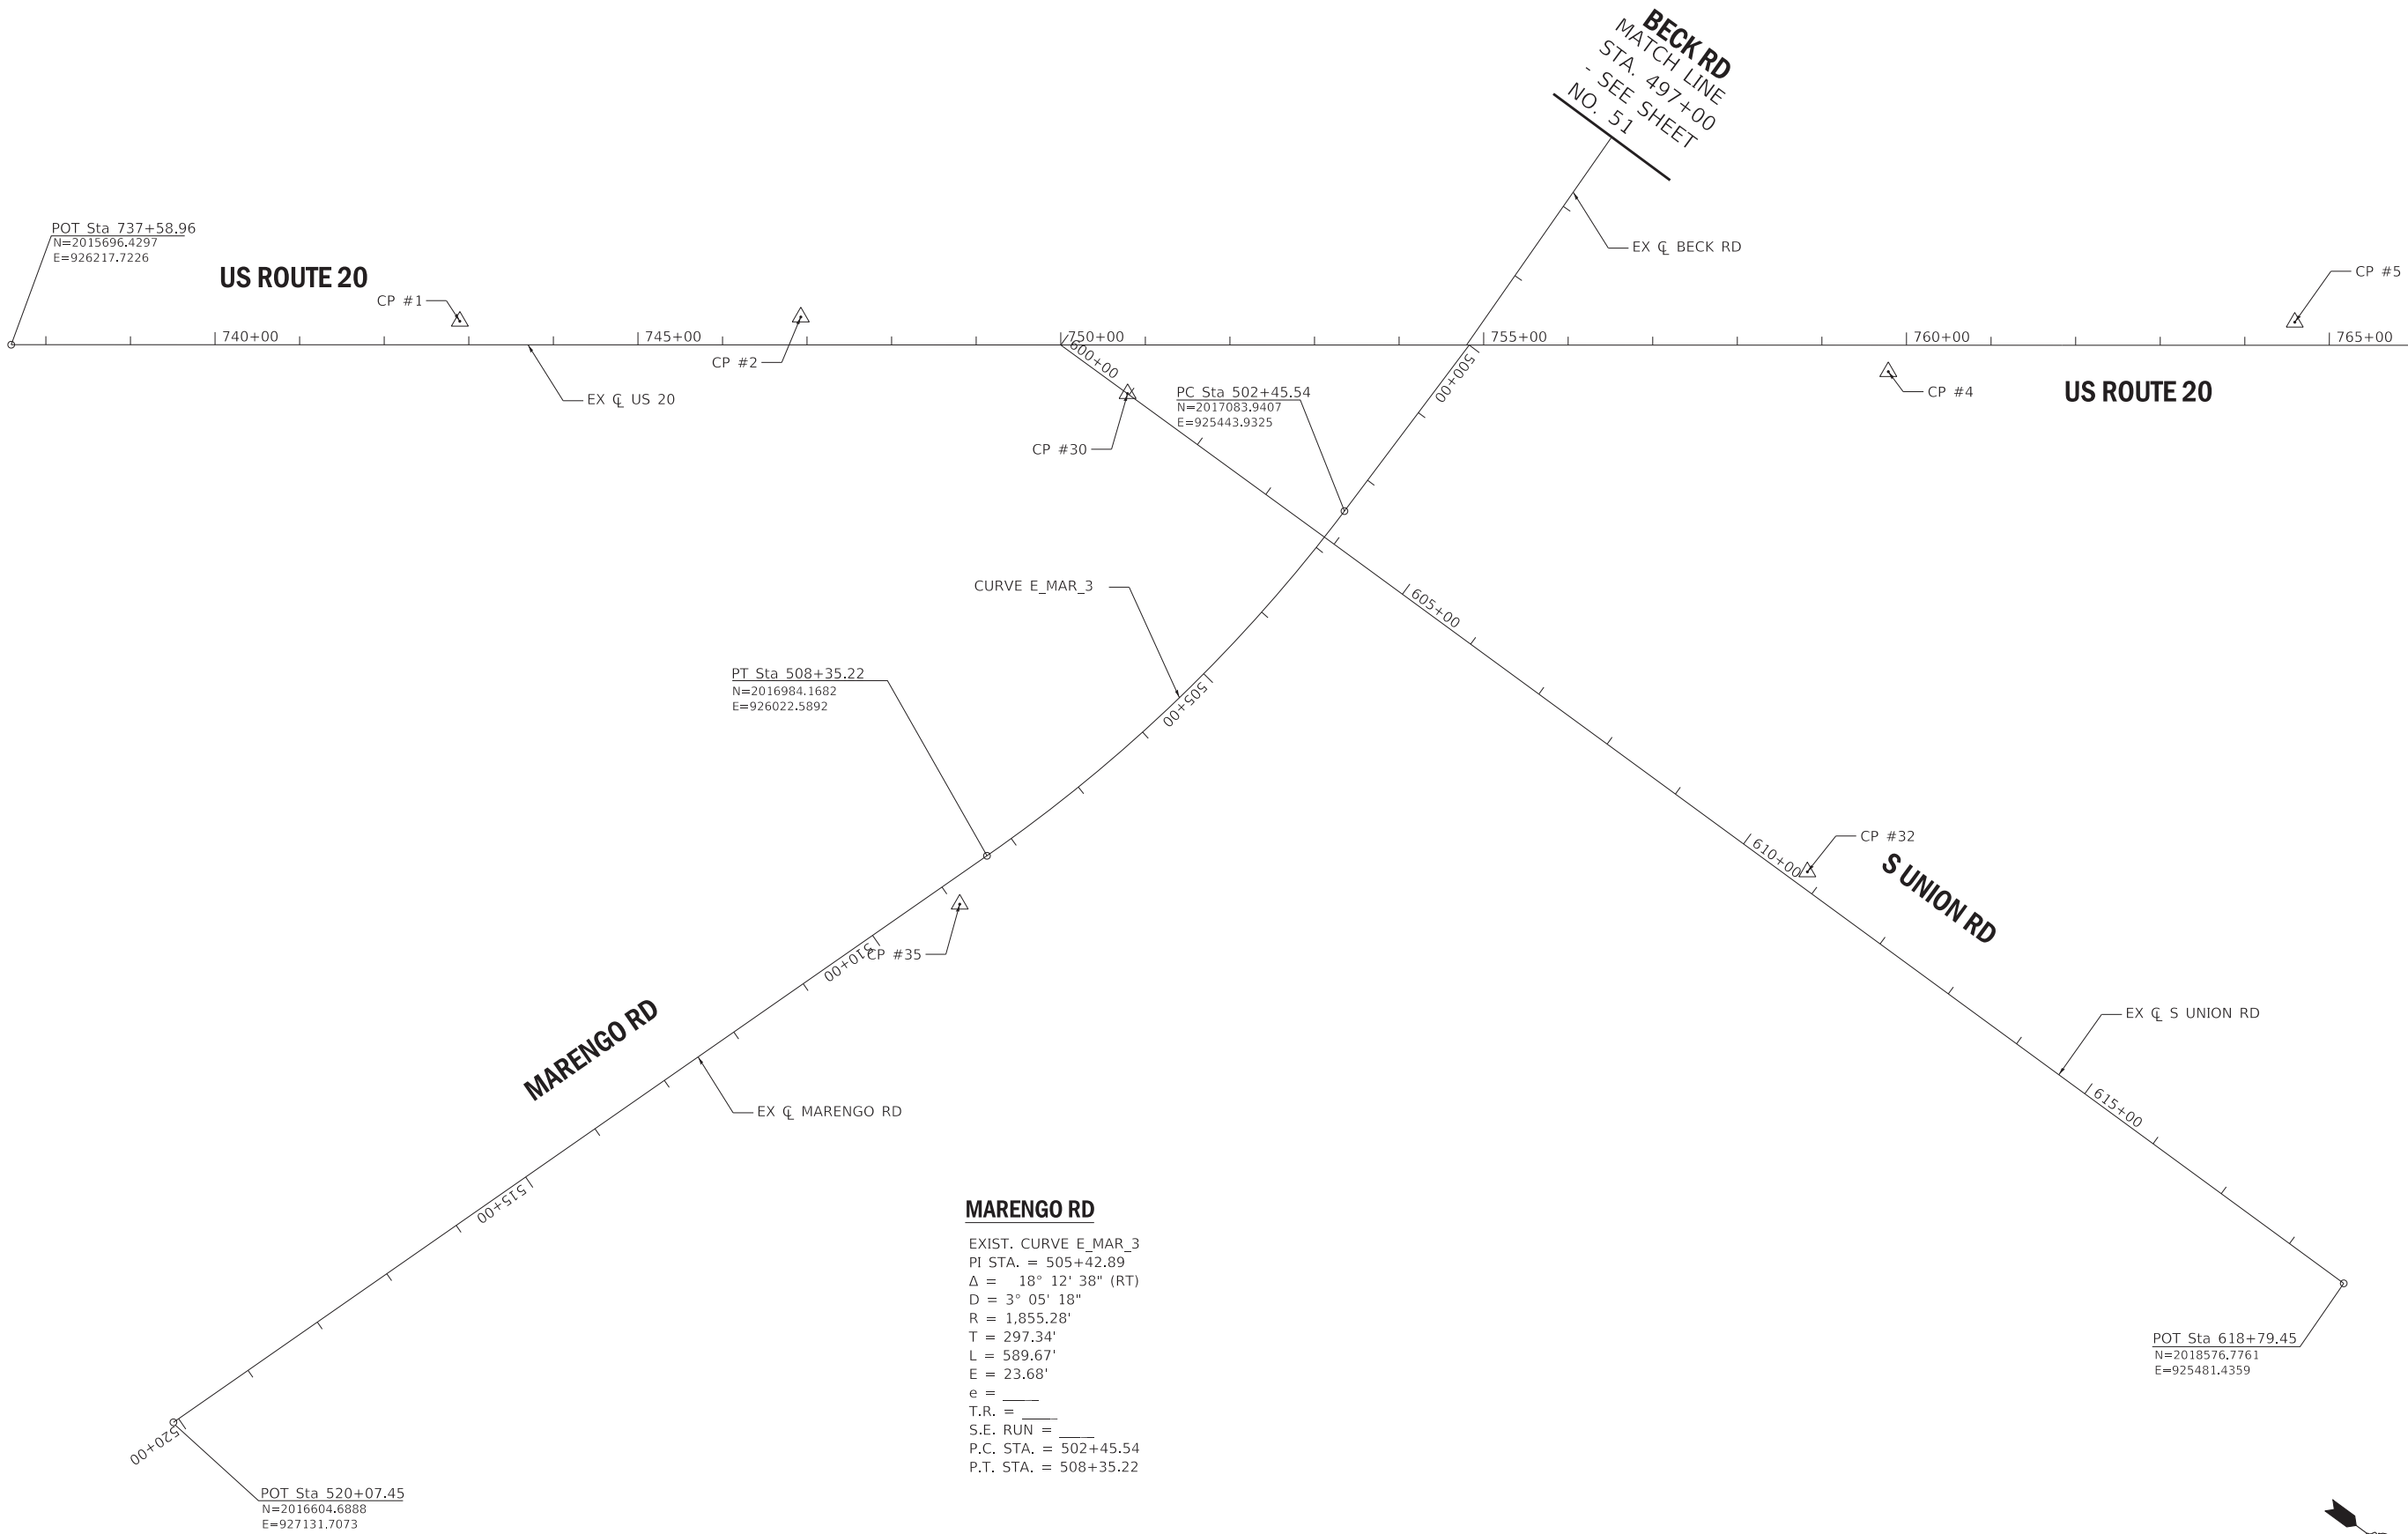 BECK RD
MATCH LINE
STA. 497+00
- SEE SHEET
NO. 51
EX ℄ BECK RD
POT Sta 737+58.96
N=2015696.4297
E=926217.7226
US ROUTE 20
CP #1
CP #2
CP #5
740+00
745+00
750+00
755+00
760+00
765+00
600+00
500+00
EX ℄ US 20
CP #4
US ROUTE 20
PC Sta 502+45.54
N=2017083.9407
E=925443.9325
CP #30
CURVE E_MAR_3
605+00
PT Sta 508+35.22
N=2016984.1682
E=926022.5892
505+00
CP #32
610+00
S UNION RD
CP #35
510+00
MARENGO RD
EX ℄ S UNION RD
EX ℄ MARENGO RD
615+00
515+00
MARENGO RD
EXIST. CURVE E_MAR_3
PI STA. = 505+42.89
Δ = 18° 12' 38" (RT)
D = 3° 05' 18"
R = 1,855.28'
T = 297.34'
L = 589.67'
E = 23.68'
e = ____
T.R. = ____
S.E. RUN = ____
P.C. STA. = 502+45.54
P.T. STA. = 508+35.22
POT Sta 618+79.45
N=2018576.7761
E=925481.4359
520+00
POT Sta 520+07.45
N=2016604.6888
E=927131.7073